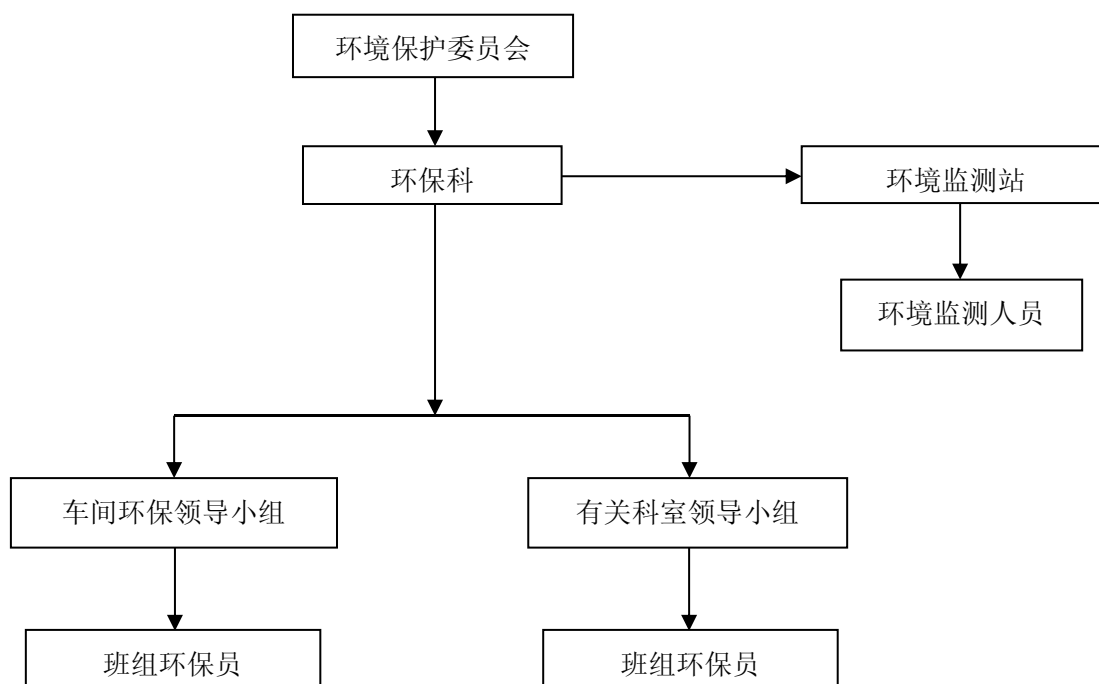 环境保护委员会
环保科
环境监测站
环境监测人员
车间环保领导小组
有关科室领导小组
班组环保员
班组环保员